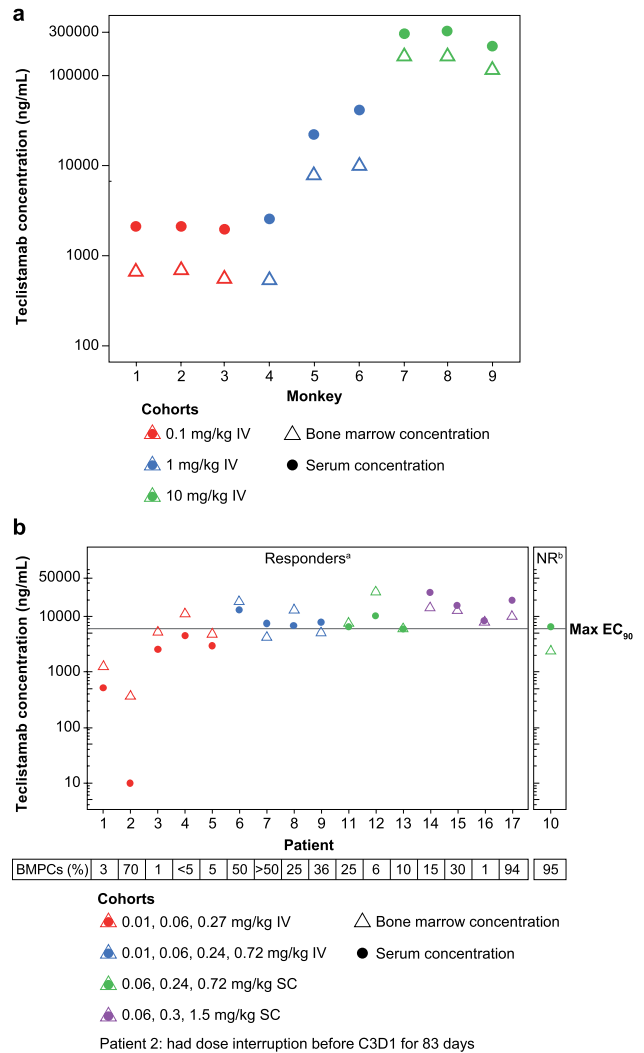 a
Teclistamab concentration (ng/mL)
300000
100000
10000
1000
100
1 2 3 4 5 6 7 8 9
Monkey
Cohorts
0.1 mg/kg IV
1 mg/kg IV
10 mg/kg IV
Bone marrow concentration
Serum concentration
b
Teclistamab concentration (ng/mL)
Respondersᵃ
NRᵇ
50000
10000
1000
100
10
Max EC₉₀
1 2 3 4 5 6 7 8 9 11 12 13 14 15 16 17 10
Patient
BMPCs (%) 3 70 1 <5 5 50 >50 25 36 25 6 10 15 30 1 94 95
Cohorts
0.01, 0.06, 0.27 mg/kg IV
0.01, 0.06, 0.24, 0.72 mg/kg IV
0.06, 0.24, 0.72 mg/kg SC
0.06, 0.3, 1.5 mg/kg SC
Bone marrow concentration
Serum concentration
Patient 2: had dose interruption before C3D1 for 83 days